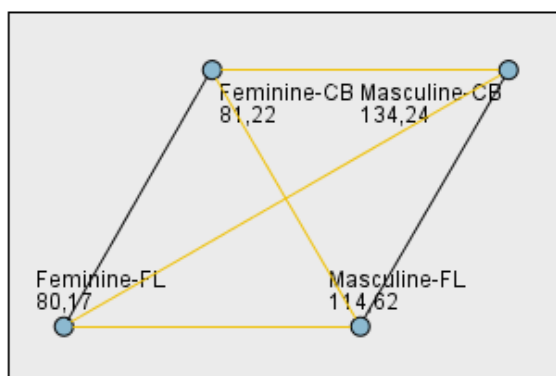 Feminine-CB Masculine-CB
81,22 134,24
Feminine-FL Masculine-FL
80,17 114,62